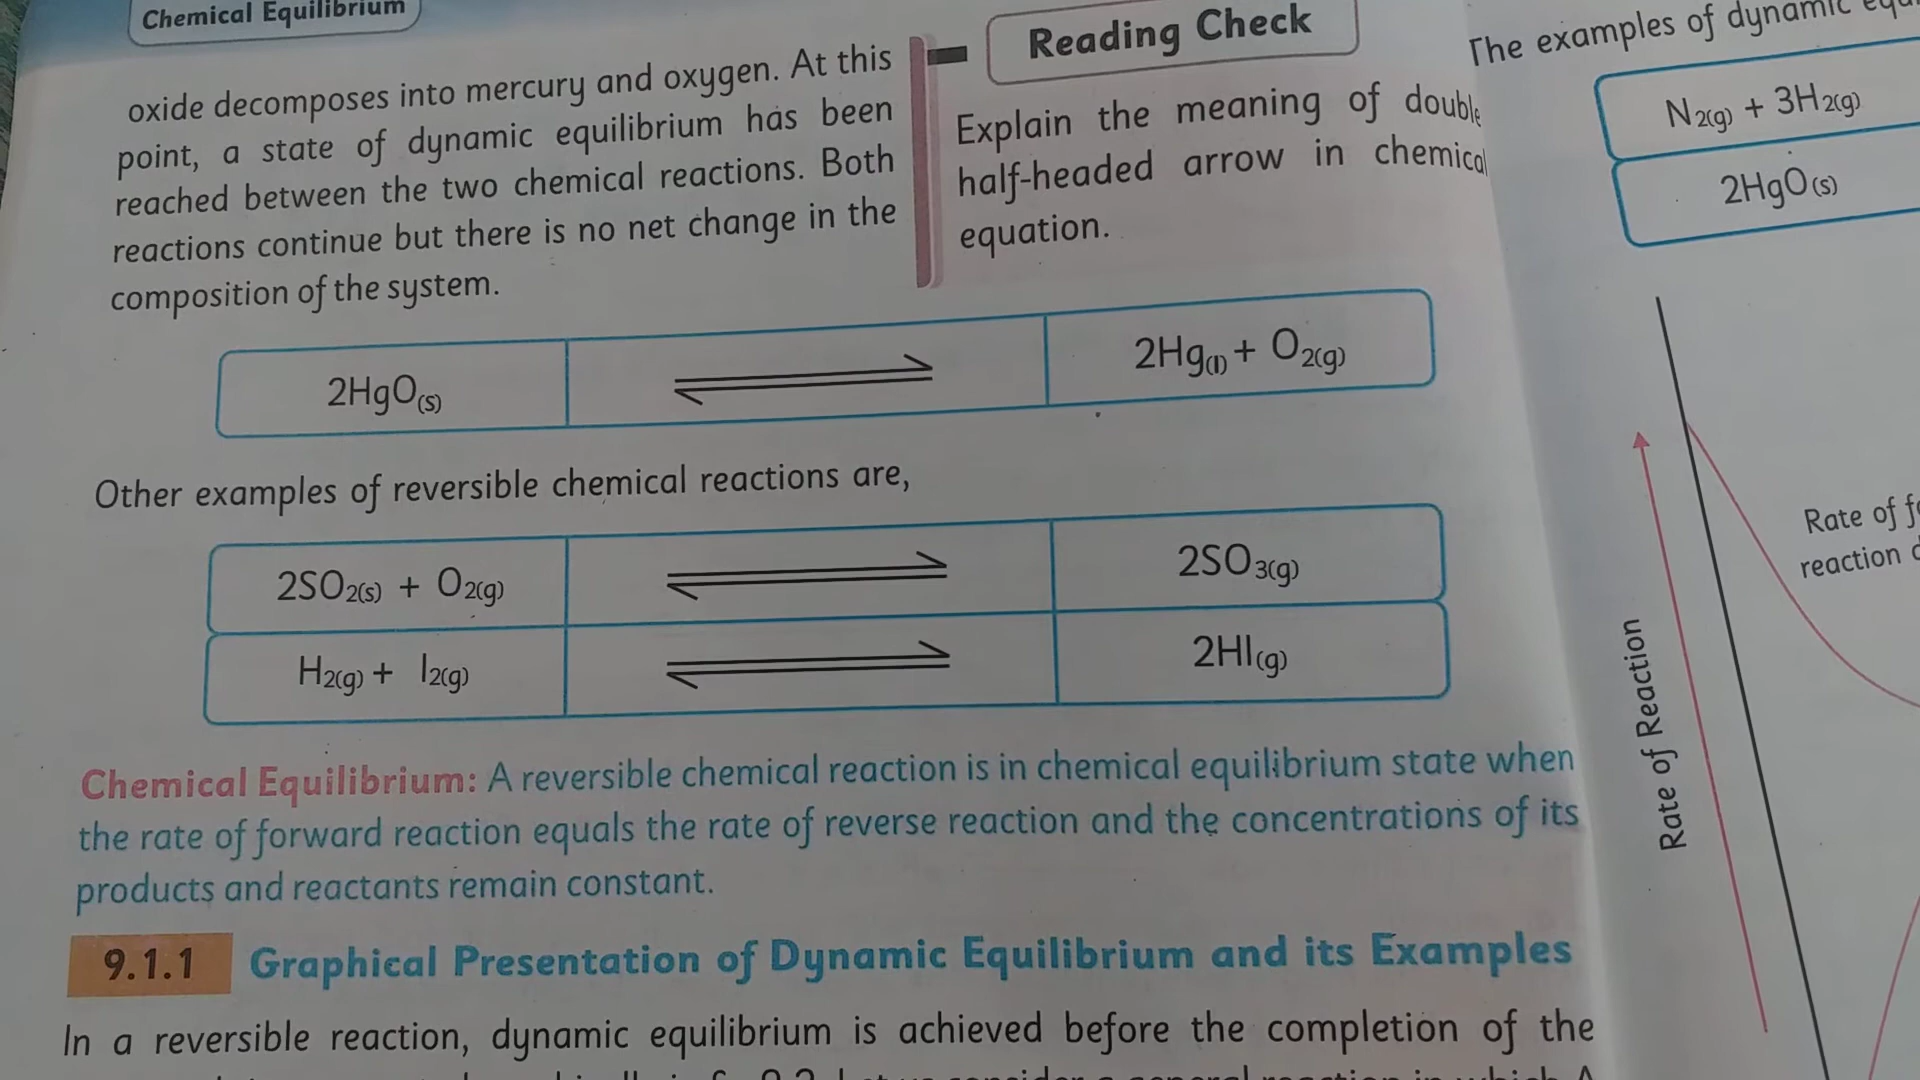 Chemical Equilibrium
oxide decomposes into mercury and oxygen. At this
point, a state of dynamic equilibrium has been
reached between the two chemical reactions. Both
reactions continue but there is no net change in the
composition of the system.
Reading Check
Explain the meaning of double
half-headed arrow in chemical
equation.
2HgO(s) ⇌ 2Hg(l) + O2(g)
Other examples of reversible chemical reactions are,
2SO2(s) + O2(g) ⇌ 2SO3(g)
H2(g) + I2(g) ⇌ 2HI(g)
Chemical Equilibrium: A reversible chemical reaction is in chemical equilibrium state when
the rate of forward reaction equals the rate of reverse reaction and the concentrations of its
products and reactants remain constant.
9.1.1 Graphical Presentation of Dynamic Equilibrium and its Examples
In a reversible reaction, dynamic equilibrium is achieved before the completion of the
The examples of dynamic
N2(g) + 3H2(g)
2HgO(s)
Rate of
reaction
Rate of Reaction